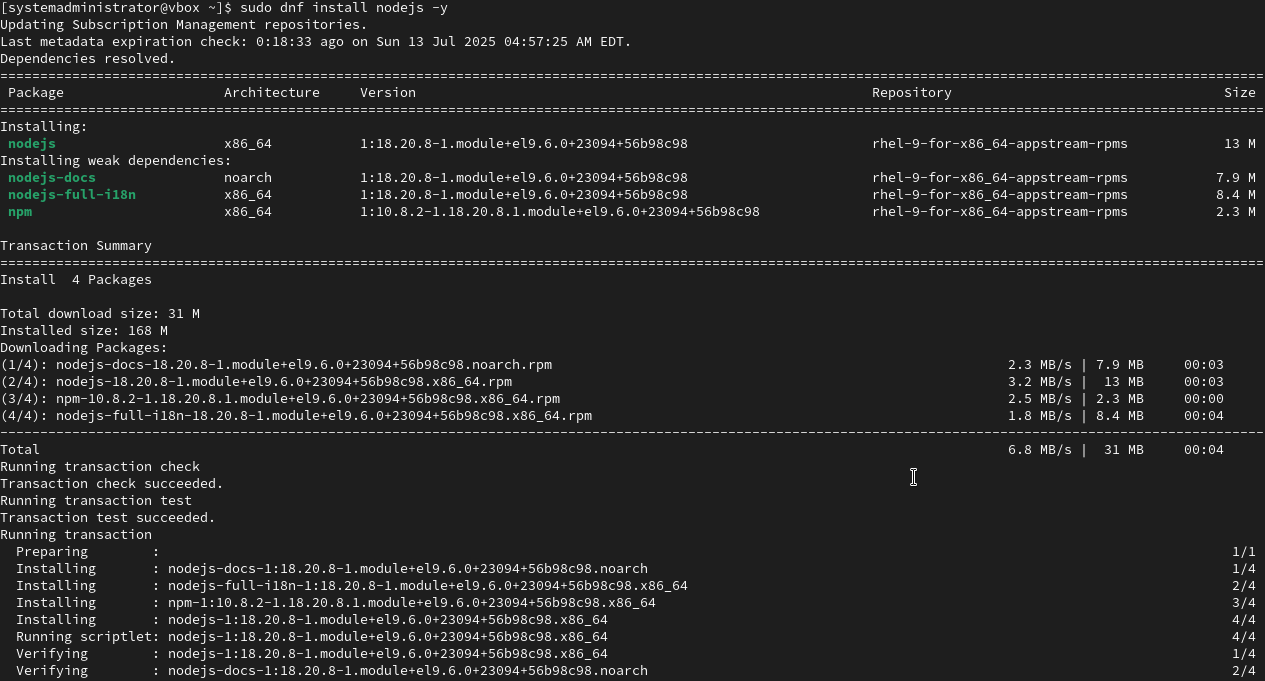 [systemadministrator@vbox ~]$ sudo dnf install nodejs -y
Updating Subscription Management repositories.
Last metadata expiration check: 0:18:33 ago on Sun 13 Jul 2025 04:57:25 AM EDT.
Dependencies resolved.
================================================================================
Package Architecture Version Repository Size
================================================================================
Installing:
nodejs x86_64 1:18.20.8-1.module+el9.6.0+23094+56b98c98 rhel-9-for-x86_64-appstream-rpms 13 M
Installing weak dependencies:
nodejs-docs noarch 1:18.20.8-1.module+el9.6.0+23094+56b98c98 rhel-9-for-x86_64-appstream-rpms 7.9 M
nodejs-full-i18n x86_64 1:18.20.8-1.module+el9.6.0+23094+56b98c98 rhel-9-for-x86_64-appstream-rpms 8.4 M
npm x86_64 1:10.8.2-1.18.20.8.1.module+el9.6.0+23094+56b98c98 rhel-9-for-x86_64-appstream-rpms 2.3 M
Transaction Summary
================================================================================
Install 4 Packages
Total download size: 31 M
Installed size: 168 M
Downloading Packages:
(1/4): nodejs-docs-18.20.8-1.module+el9.6.0+23094+56b98c98.noarch.rpm 2.3 MB/s | 7.9 MB 00:03
(2/4): nodejs-18.20.8-1.module+el9.6.0+23094+56b98c98.x86_64.rpm 3.2 MB/s | 13 MB 00:03
(3/4): npm-10.8.2-1.18.20.8.1.module+el9.6.0+23094+56b98c98.x86_64.rpm 2.5 MB/s | 2.3 MB 00:00
(4/4): nodejs-full-i18n-18.20.8-1.module+el9.6.0+23094+56b98c98.x86_64.rpm 1.8 MB/s | 8.4 MB 00:04
--------------------------------------------------------------------------------
Total 6.8 MB/s | 31 MB 00:04
Running transaction check
Transaction check succeeded.
Running transaction test
Transaction test succeeded.
Running transaction
Preparing : 1/1
Installing : nodejs-docs-1:18.20.8-1.module+el9.6.0+23094+56b98c98.noarch 1/4
Installing : nodejs-full-i18n-1:18.20.8-1.module+el9.6.0+23094+56b98c98.x86_64 2/4
Installing : npm-1:10.8.2-1.18.20.8.1.module+el9.6.0+23094+56b98c98.x86_64 3/4
Installing : nodejs-1:18.20.8-1.module+el9.6.0+23094+56b98c98.x86_64 4/4
Running scriptlet: nodejs-1:18.20.8-1.module+el9.6.0+23094+56b98c98.x86_64 4/4
Verifying : nodejs-1:18.20.8-1.module+el9.6.0+23094+56b98c98.x86_64 1/4
Verifying : nodejs-docs-1:18.20.8-1.module+el9.6.0+23094+56b98c98.noarch 2/4